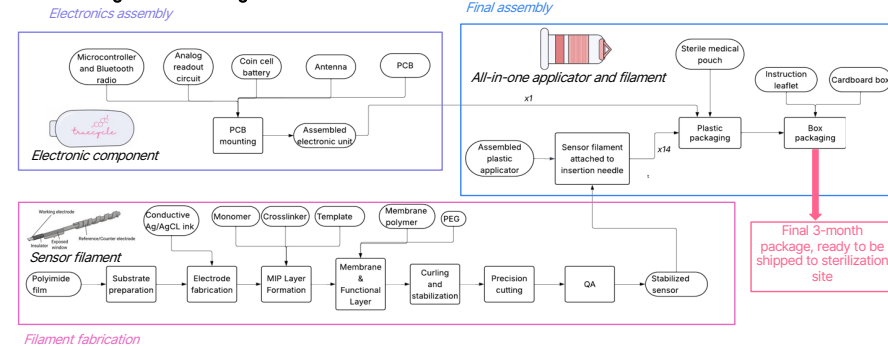 Electronics assembly
Final assembly
Microcontroller
and Bluetooth
radio
Analog
readout
circuit
Coin cell
battery
Antenna
PCB
truecycle
Electronic component
PCB
mounting
Assembled
electronic unit
x1
All-in-one applicator and filament
Sterile medical
pouch
Instruction
leaflet
Cardboard box
Assembled
plastic
applicator
Sensor filament
attached to
insertion needle
x14
Plastic
packaging
Box
packaging
Final 3-month
package, ready to be
shipped to sterilization
site
Working electrode
Insulator
Exposed
window
Reference/Counter electrode
Sensor filament
Conductive
Ag/AgCL ink
Monomer
Crosslinker
Template
Membrane
polymer
PEG
Polyimide
film
Substrate
preparation
Electrode
fabrication
MIP Layer
Formation
Membrane
&
Functional
Layer
Curling
and
stabilization
Precision
cutting
QA
Stabilized
sensor
Filament fabrication